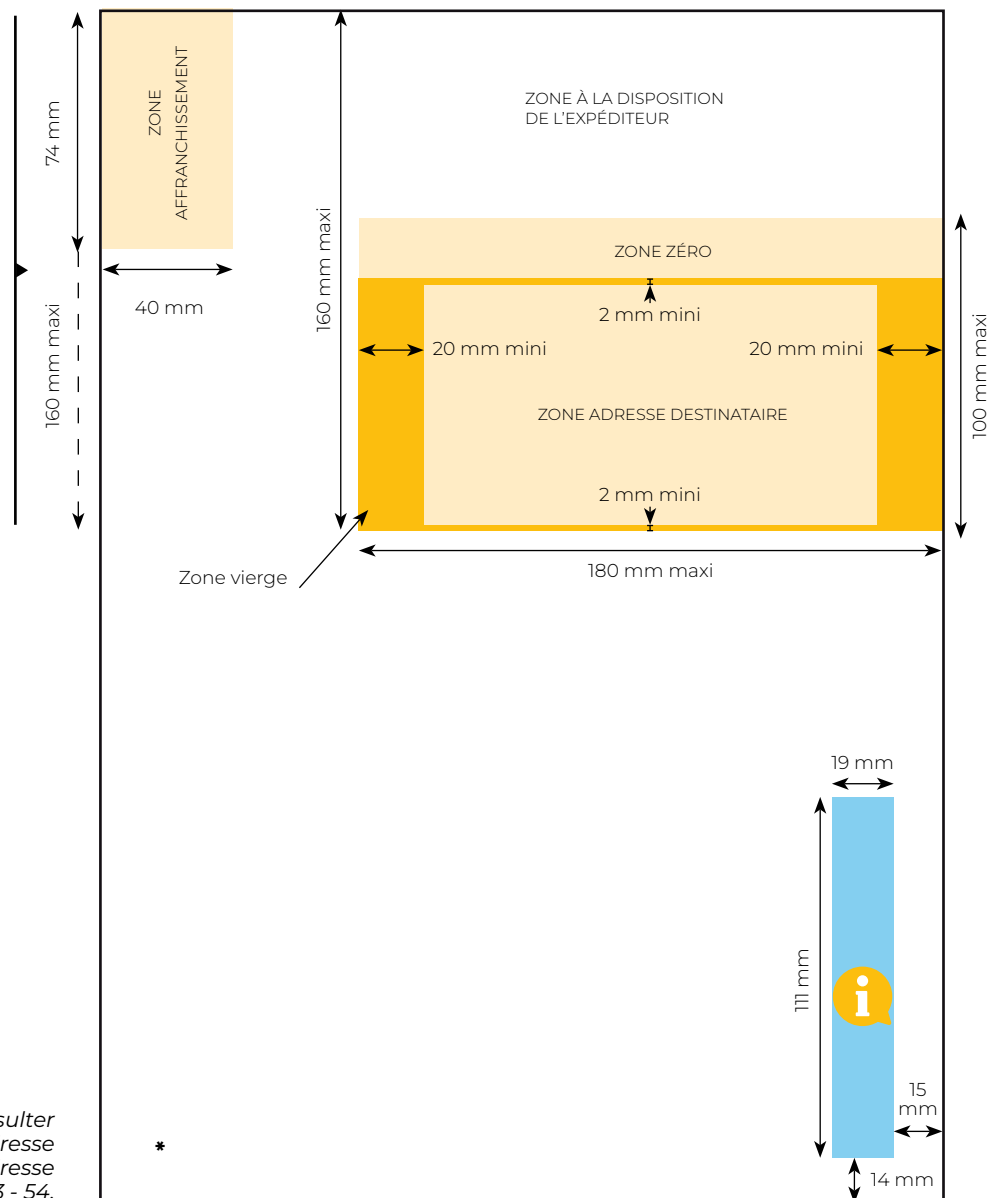 ZONE
AFFRANCHISSEMENT
74 mm
ZONE À LA DISPOSITION
DE L’EXPÉDITEUR
160 mm maxi
ZONE ZÉRO
40 mm
160 mm maxi
2 mm mini
20 mm mini
20 mm mini
100 mm maxi
ZONE ADRESSE DESTINATAIRE
2 mm mini
Zone vierge
180 mm maxi
19 mm
111 mm
i
15
mm
14 mm
*
sulter
resse
resse
3 - 54.